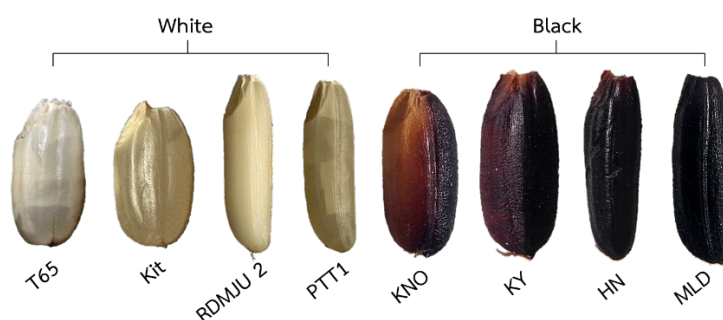 White
Black
T65
Kit
RDMJU 2
PTT1
KNO
KY
HN
MLD